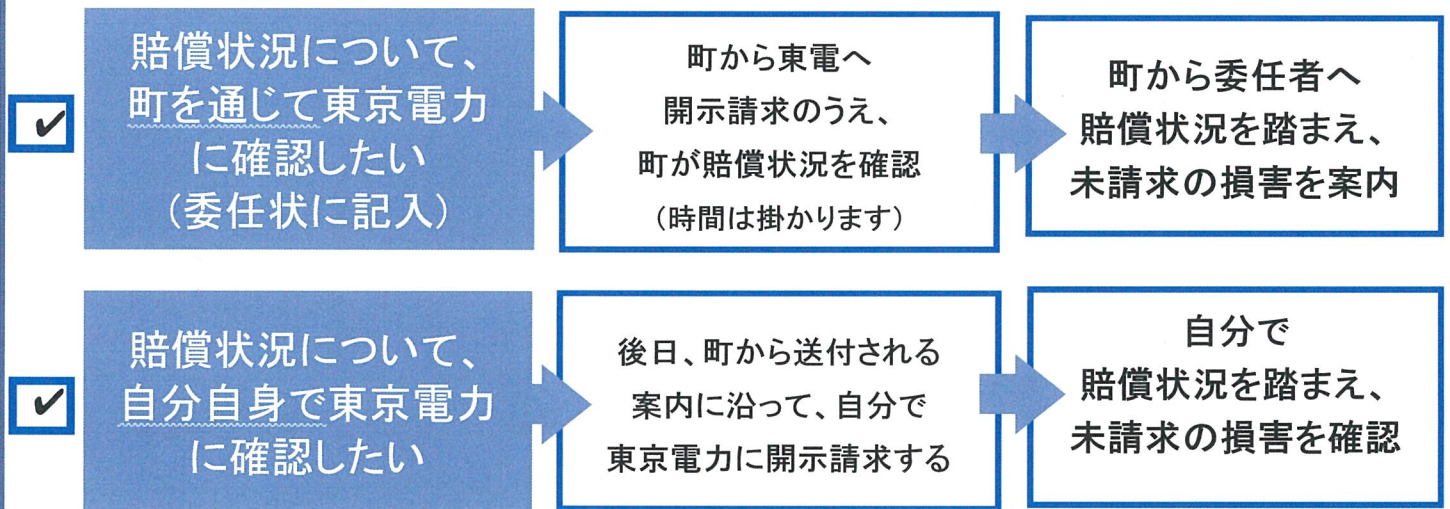 賠償状況について、
町を通じて東京電力
に確認したい
（委任状に記入）
町から東電へ
開示請求のうえ、
町が賠償状況を確認
（時間は掛かります）
町から委任者へ
賠償状況を踏まえ、
未請求の損害を案内
賠償状況について、
自分自身で東京電力
に確認したい
後日、町から送付される
案内に沿って、自分で
東京電力に開示請求する
自分で
賠償状況を踏まえ、
未請求の損害を確認